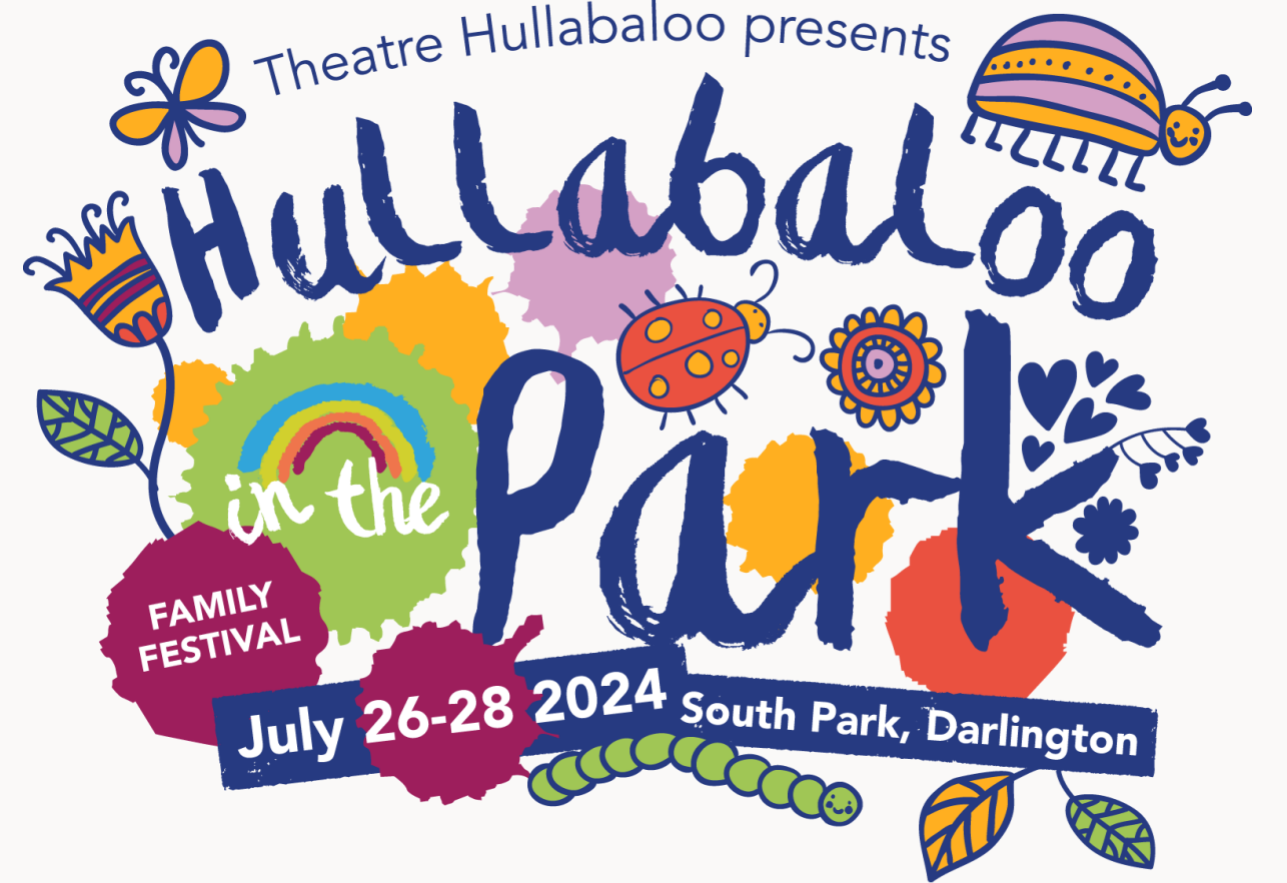 Theatre Hullabaloo presents
Hullabaloo
in the
Park
FAMILY
FESTIVAL
July 26-28 2024 South Park, Darlington